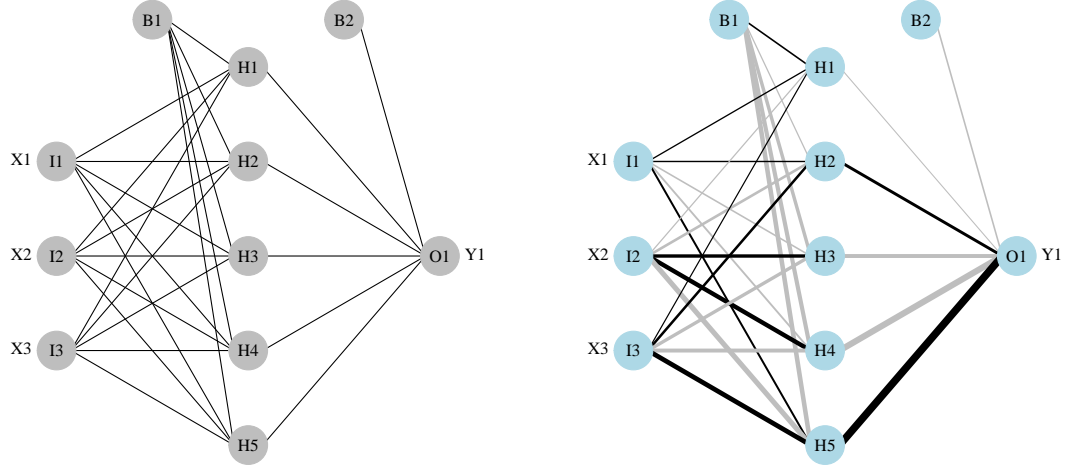 B1 B2
H1
X1 I1 H2
X2 I2 H3 O1 Y1
X3 I3 H4
H5
B1 B2
H1
X1 I1 H2
X2 I2 H3 O1 Y1
X3 I3 H4
H5